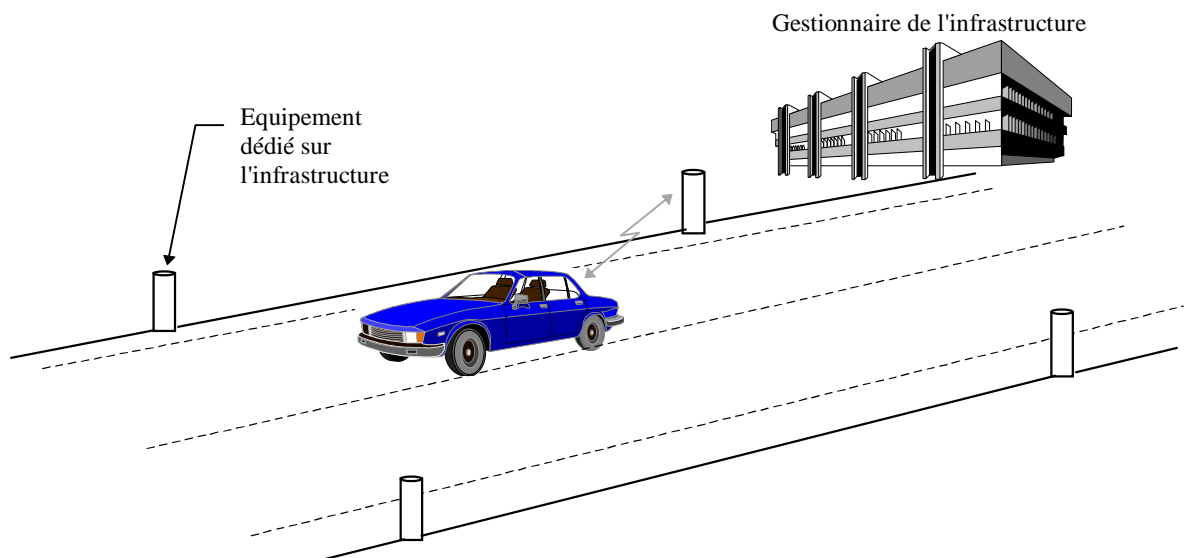 Gestionnaire de l'infrastructure
Equipement
dédié sur
l'infrastructure